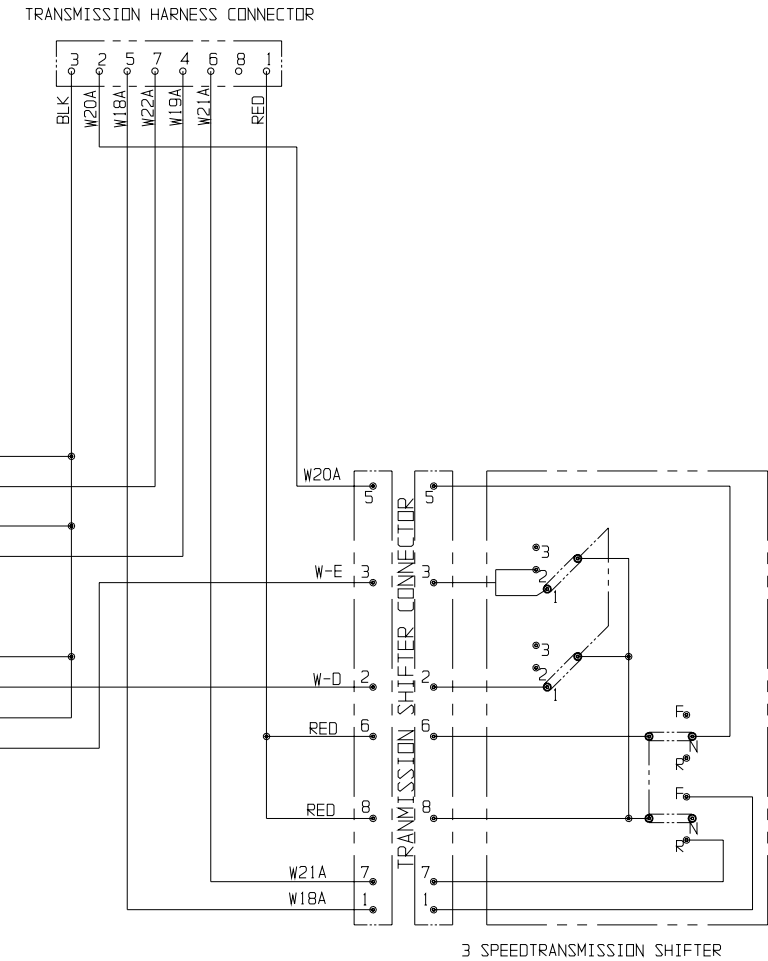 TRANSMISSION HARNESS CONNECTOR
3 2 5 7 4 6 8 1
BLK W20A W18A W22A W19A W21A RED
W20A
5 5
W-E 3 3
3
2
1
W-D 2 2
3
2
1
RED 6 6
F
N
R
RED 8 8
F
N
R
W21A 7 7
W18A 1 1
TRANMISSION SHIFTER CONNECTOR
3 SPEEDTRANSMISSION SHIFTER